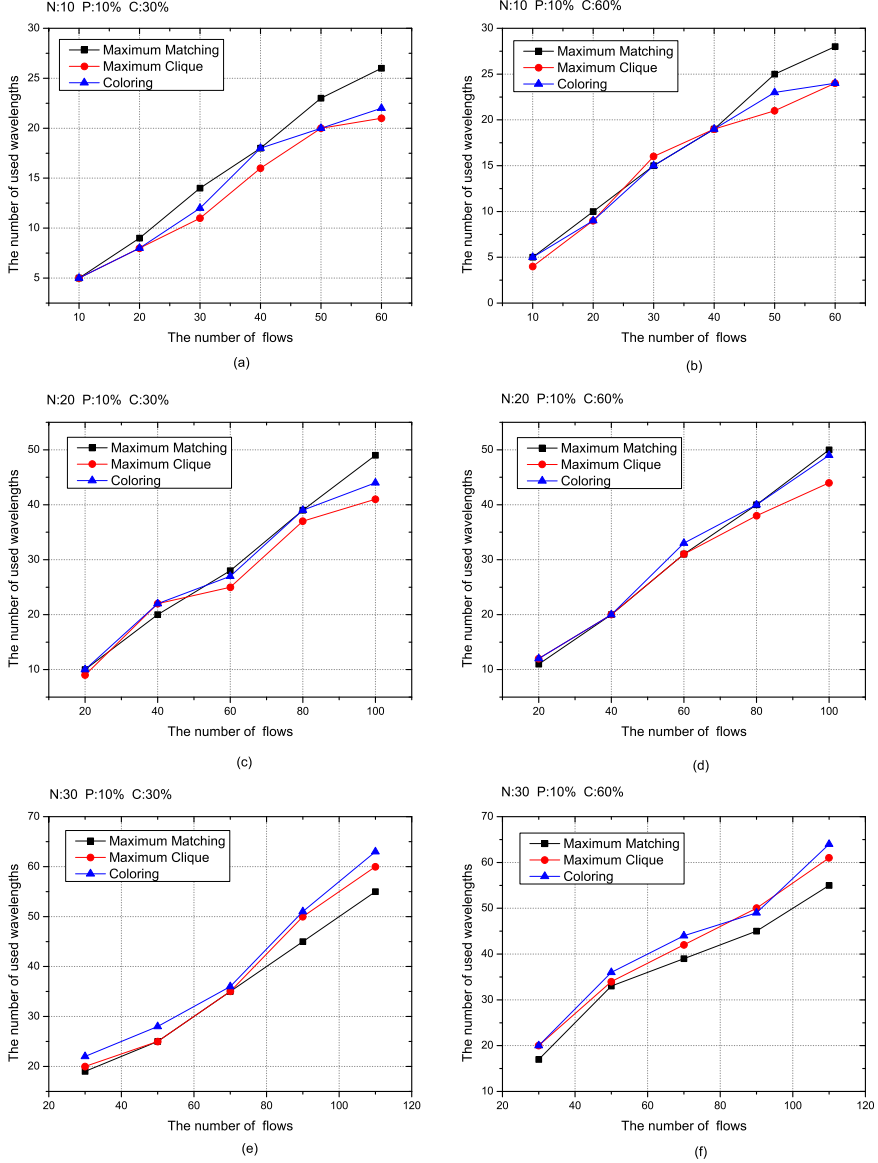 N:10 P:10% C:30%
30
25
20
15
10
5
10
20
30
40
50
60
Maximum Matching
Maximum Clique
Coloring
The number of used wavelengths
The number of flows
(a)
N:10 P:10% C:60%
30
25
20
15
10
5
0
10
20
30
40
50
60
Maximum Matching
Maximum Clique
Coloring
The number of used wavelengths
The number of flows
(b)
N:20 P:10% C:30%
50
40
30
20
10
20
40
60
80
100
Maximum Matching
Maximum Clique
Coloring
The number of used wavelengths
The number of flows
(c)
N:20 P:10% C:60%
50
40
30
20
10
20
40
60
80
100
Maximum Matching
Maximum Clique
Coloring
The number of used wavelengths
The number of flows
(d)
N:30 P:10% C:30%
70
60
50
40
30
20
20
40
60
80
100
120
Maximum Matching
Maximum Clique
Coloring
The number of used wavelengths
The number of flows
(e)
N:30 P:10% C:60%
70
60
50
40
30
20
10
20
40
60
80
100
120
Maximum Matching
Maximum Clique
Coloring
The number of used wavelengths
The number of flows
(f)